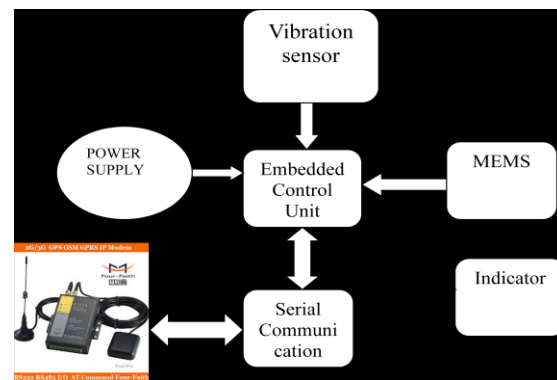 Vibration
sensor
POWER
SUPPLY
Embedded
Control
Unit
MEMS
2G/3G GPS GSM GPRS IP Modem
Four-Faith
Serial
Communi
cation
Indicator
RS232 RS485 I/O AT Command Four-Faith